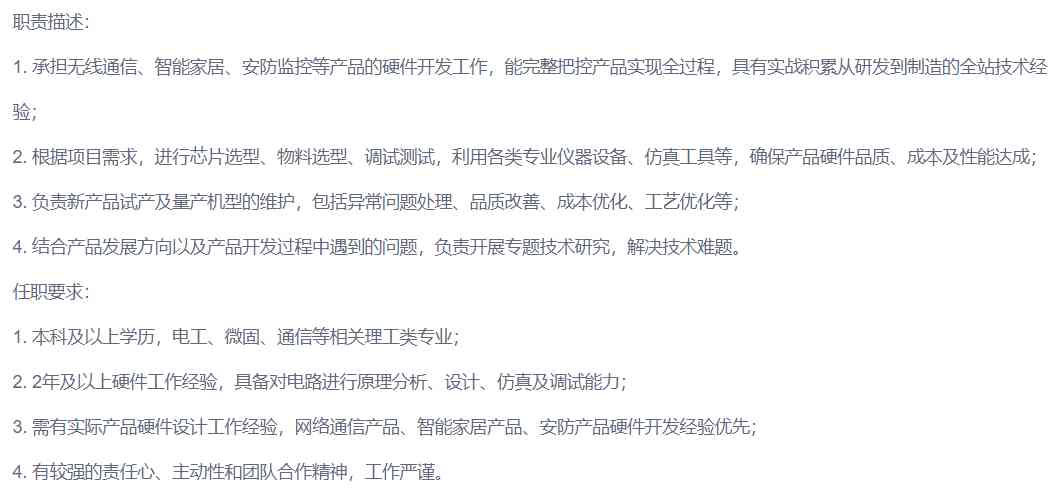 职责描述：
1. 承担无线通信、智能家居、安防监控等产品的硬件开发工作，能完整把控产品实现全过程，具有实战积累从研发到制造的全站技术经
验；
2. 根据项目需求，进行芯片选型、物料选型、调试测试，利用各类专业仪器设备、仿真工具等，确保产品硬件品质、成本及性能达成；
3. 负责新产品试产及量产机型的维护，包括异常问题处理、品质改善、成本优化、工艺优化等；
4. 结合产品发展方向以及产品开发过程中遇到的问题，负责开展专题技术研究，解决技术难题。
任职要求：
1. 本科及以上学历，电工、微固、通信等相关理工类专业；
2. 2年及以上硬件工作经验，具备对电路进行原理分析、设计、仿真及调试能力；
3. 需有实际产品硬件设计工作经验，网络通信产品、智能家居产品、安防产品硬件开发经验优先；
4. 有较强的责任心、主动性和团队合作精神，工作严谨。